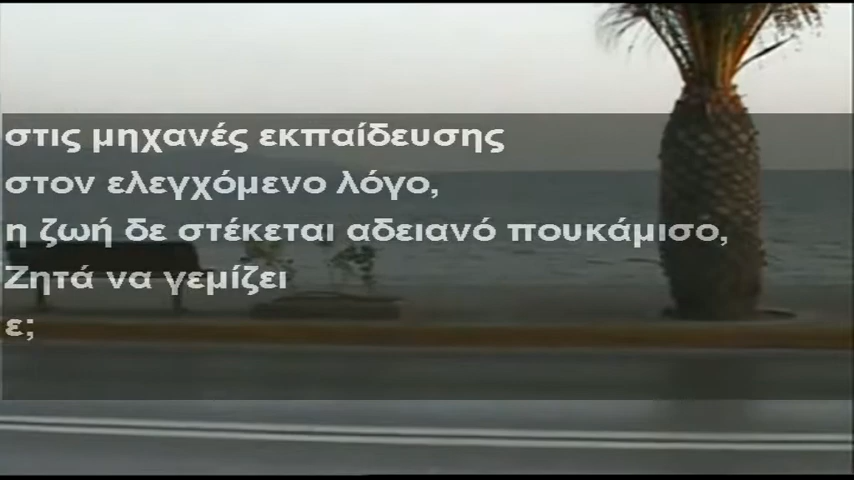 στις μηχανές εκπαίδευσης
στον ελεγχόμενο λόγο,
η ζωή δε στέκεται αδειανό πουκάμισο,
Ζητά να γεμίζει
ε;